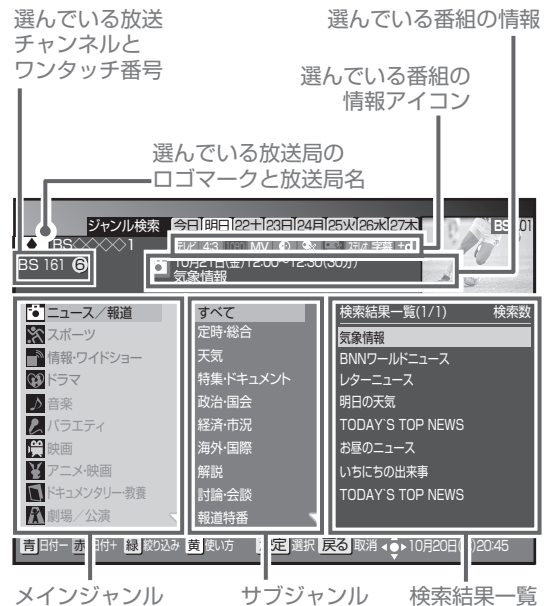 選んでいる放送
チャンネルと
ワンタッチ番号
選んでいる番組の情報
選んでいる番組の
情報アイコン
選んでいる放送局の
ロゴマークと放送局名
ジャンル検索 今日 明日 22土 23日 24月 25火 26水 27木
BS◇◇◇◇1
テレビ 4:3 MV 字幕
BS 161 ⑥
10月21日(金)12:00～12:30(30分)
気象情報
ニュース／報道
スポーツ
情報・ワイドショー
ドラマ
音楽
バラエティ
映画
アニメ・映画
ドキュメンタリー・教養
劇場／公演
すべて
定時・総合
天気
特集・ドキュメント
政治・国会
経済・市況
海外・国際
解説
討論・会談
報道特番
検索結果一覧(1/1) 検索数
気象情報
BNNワールドニュース
レターニュース
明日の天気
TODAY'S TOP NEWS
お昼のニュース
いちにちの出来事
TODAY'S TOP NEWS
青 日付ー 赤 日付+ 緑 絞り込み 黄 使い方 決定 選択 戻る 取消 10月20日 20:45
メインジャンル
サブジャンル
検索結果一覧